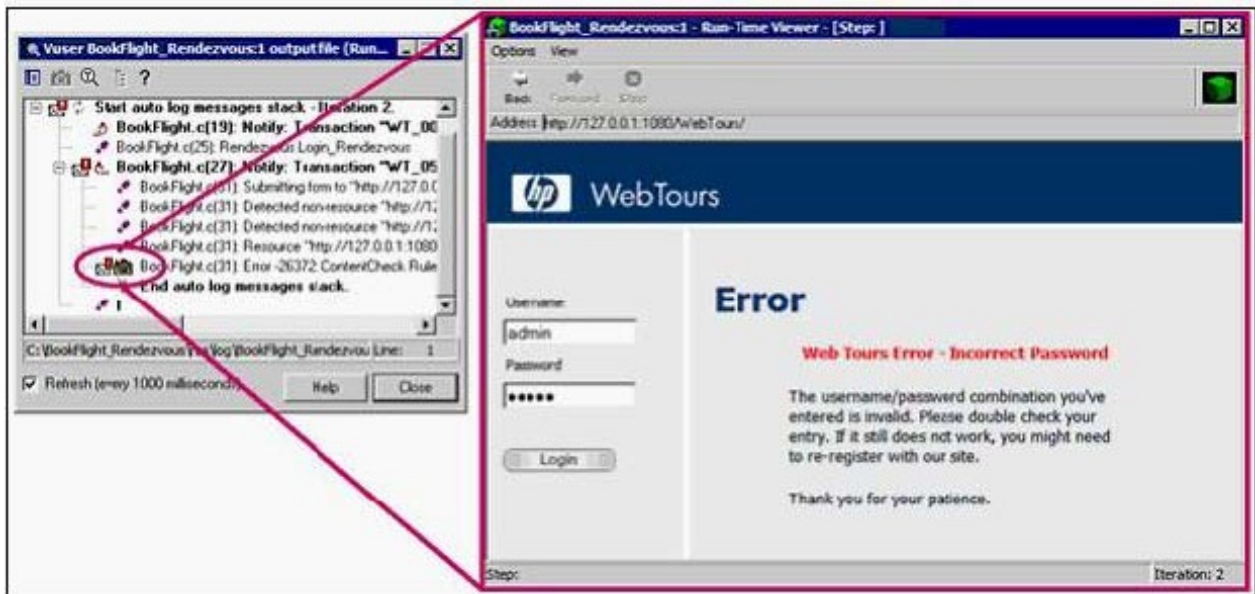 Vuser BookFlight_Rendezvous:1 output file (Run...
?
Start auto log messages stack - Iteration 2.
BookFlight.c(19): Notify: Transaction "WT_00
BookFlight.c(25): Rendezvous Login_Rendezvous
BookFlight.c(27): Notify: Transaction "WT_05
BookFlight.c(31): Submitting form to "http://127.0.0
BookFlight.c(31): Detected non-resource "http://12
BookFlight.c(31): Detected non-resource "http://12
BookFlight.c(31): Resource "http://127.0.0.1:1080
BookFlight.c(31): Error -26372 ContentCheck Rule
End auto log messages stack.
Line: 1
Refresh (every 1000 milliseconds)
Help
Close
BookFlight_Rendezvous:1 - Run-Time Viewer - [Step: ]
Options View
Back Forward Stop
Address http://127.0.0.1:1080/WebTours/
hp WebTours
Username
admin
Password
Login
Error
Web Tours Error - Incorrect Password
The username/password combination you've
entered is invalid. Please double check your
entry. If it still does not work, you might need
to re-register with our site.
Thank you for your patience.
Step:
Iteration: 2